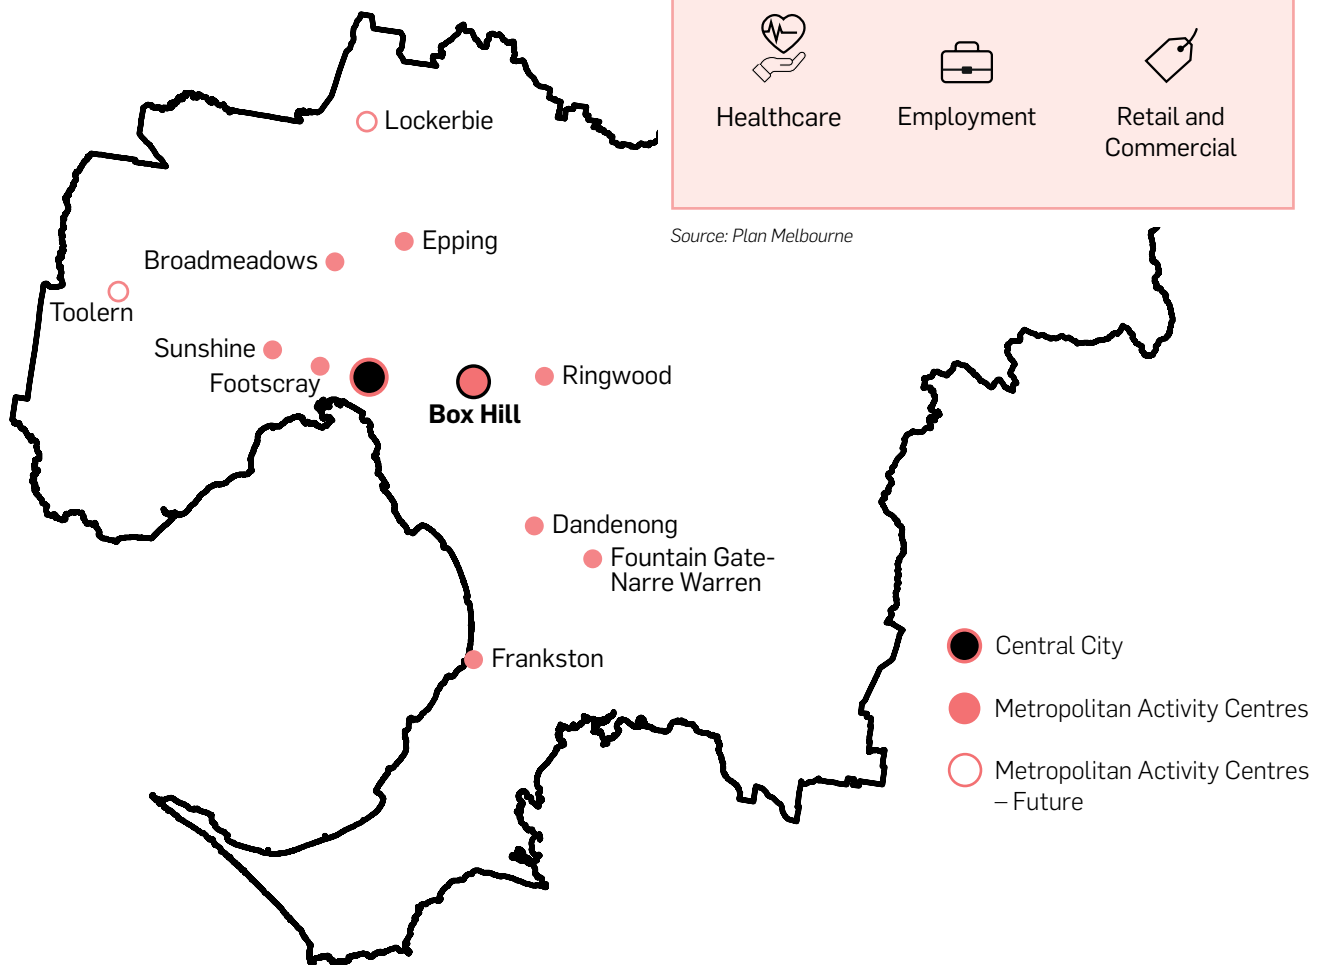 Healthcare
Employment
Retail and
Commercial
Source: Plan Melbourne
Lockerbie
Epping
Broadmeadows
Toolern
Sunshine
Footscray
Box Hill
Ringwood
Dandenong
Fountain Gate-
Narre Warren
Frankston
Central City
Metropolitan Activity Centres
Metropolitan Activity Centres
– Future